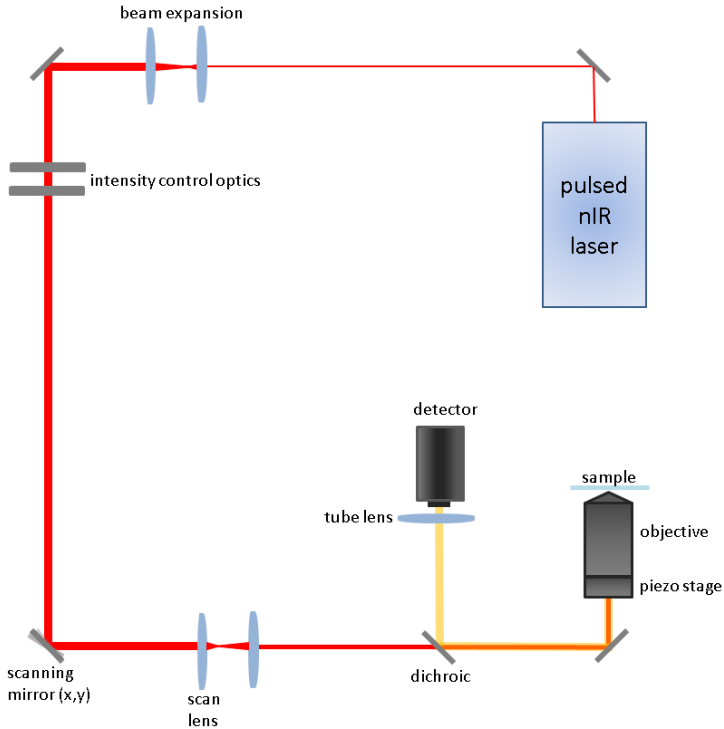 beam expansion
intensity control optics
pulsed
nIR
laser
detector
sample
tube lens
objective
piezo stage
scanning
mirror (x,y)
scan
lens
dichroic